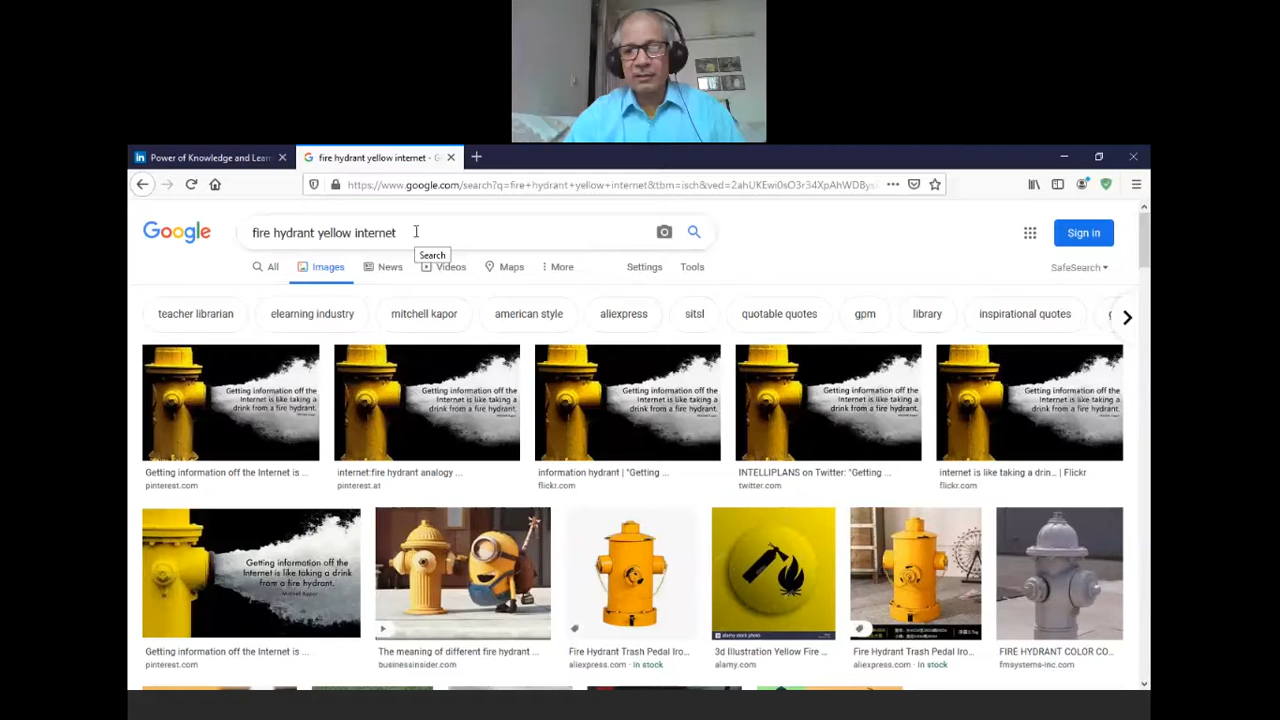 Power of Knowledge and Learn
fire hydrant yellow internet - G
https://www.google.com/search?q=fire+hydrant+yellow+internet&tbm=isch&ved=2ahUKEwi0sO3r34XpAhWDBys
Google
fire hydrant yellow internet
Sign in
Search
All
Images
News
Videos
Maps
More
Settings
Tools
SafeSearch
teacher librarian
elearning industry
mitchell kapor
american style
aliexpress
sitsl
quotable quotes
gpm
library
inspirational quotes
Getting information off the
Internet is like taking a
drink from a fire hydrant.
Getting information off the
Internet is like taking a
drink from a fire hydrant.
Getting information off the
Internet is like taking a
drink from a fire hydrant.
Getting information off the
Internet is like taking a
drink from a fire hydrant.
Getting information off the
Internet is like taking a
drink from a fire hydrant.
Getting information off the Internet is ...
pinterest.com
internet:fire hydrant analogy ...
pinterest.at
information hydrant | "Getting ...
flickr.com
INTELLIPLANS on Twitter: "Getting ...
twitter.com
internet is like taking a drin... | Flickr
flickr.com
Getting information off the
Internet is like taking a drink
from a fire hydrant.
Mitchell Kapor
alamy stock photo
Getting information off the Internet is ...
pinterest.com
The meaning of different fire hydrant ...
businessinsider.com
Fire Hydrant Trash Pedal Iro...
aliexpress.com · In stock
3d Illustration Yellow Fire ...
alamy.com
Fire Hydrant Trash Pedal Iro...
aliexpress.com · In stock
FIRE HYDRANT COLOR CO...
fmsystems-inc.com